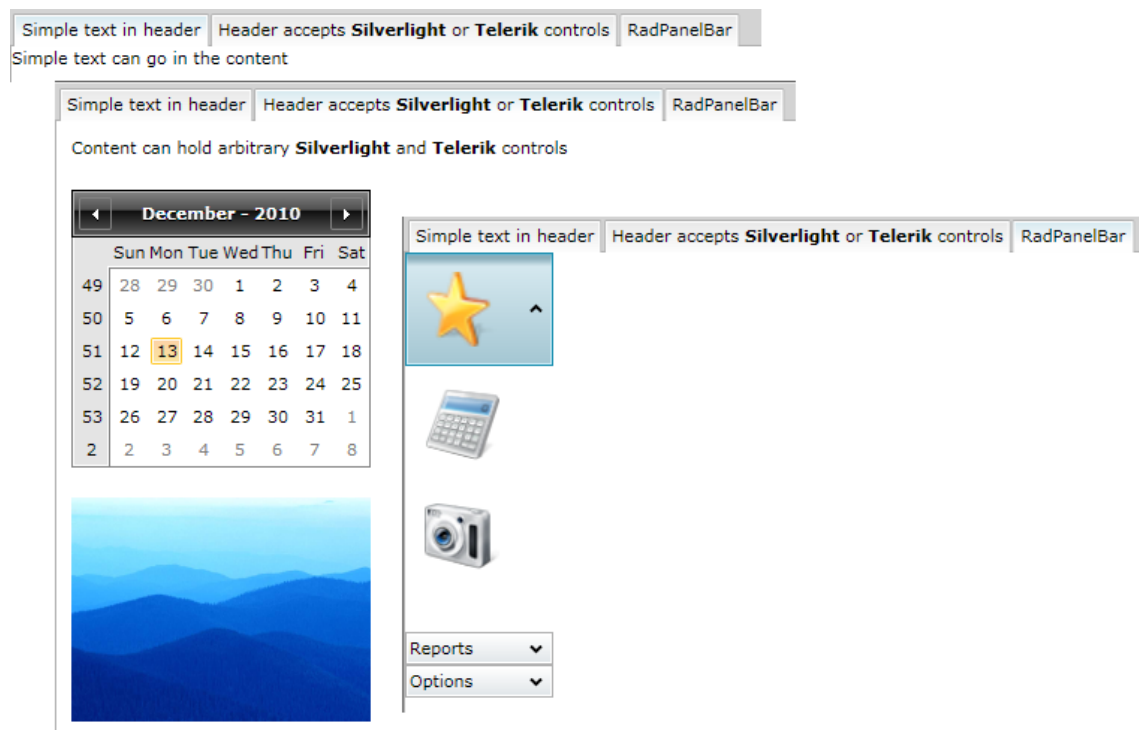 Simple text in header Header accepts Silverlight or Telerik controls RadPanelBar
Simple text can go in the content
Simple text in header Header accepts Silverlight or Telerik controls RadPanelBar
Content can hold arbitrary Silverlight and Telerik controls
December - 2010
Sun Mon Tue Wed Thu Fri Sat
49 28 29 30 1 2 3 4
50 5 6 7 8 9 10 11
51 12 13 14 15 16 17 18
52 19 20 21 22 23 24 25
53 26 27 28 29 30 31 1
2 2 3 4 5 6 7 8
Simple text in header Header accepts Silverlight or Telerik controls RadPanelBar
Reports
Options